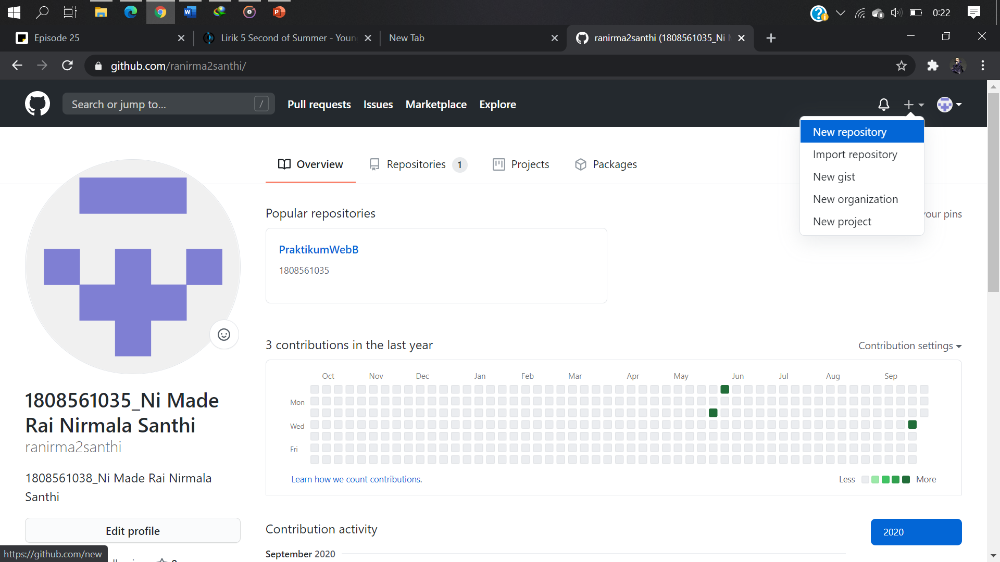 0:22
Episode 25
Lirik 5 Second of Summer - Youn
New Tab
ranirma2santhi (1808561035_Ni
github.com/ranirma2santhi/
Search or jump to...
/
Pull requests
Issues
Marketplace
Explore
New repository
Import repository
New gist
New organization
New project
Overview
Repositories 1
Projects
Packages
Popular repositories
your pins
PraktikumWebB
1808561035
3 contributions in the last year
Contribution settings
Oct Nov Dec Jan Feb Mar Apr May Jun Jul Aug Sep
Mon
Wed
Fri
Learn how we count contributions.
Less
More
1808561035_Ni Made
Rai Nirmala Santhi
ranirma2santhi
1808561038_Ni Made Rai Nirmala
Santhi
Edit profile
Contribution activity
2020
September 2020
https://github.com/new